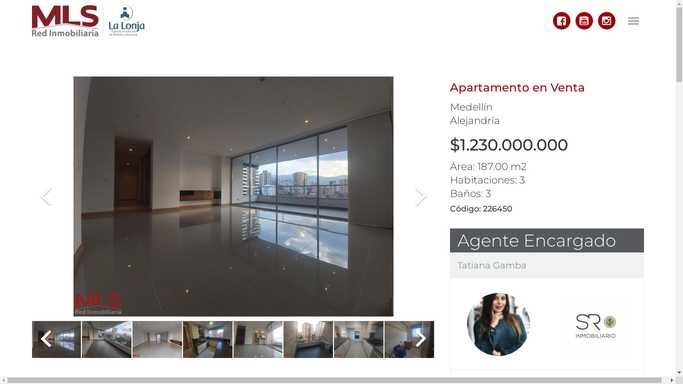 MLS
Red Inmobiliaria
La Lonja
Apartamento en Venta
Medellín
Alejandría
$1.230.000.000
Área: 187.00 m2
Habitaciones: 3
Baños: 3
Código: 226450
MLS
Red Inmobiliaria
Agente Encargado
Tatiana Gamba
SR
INMOBILIARIO